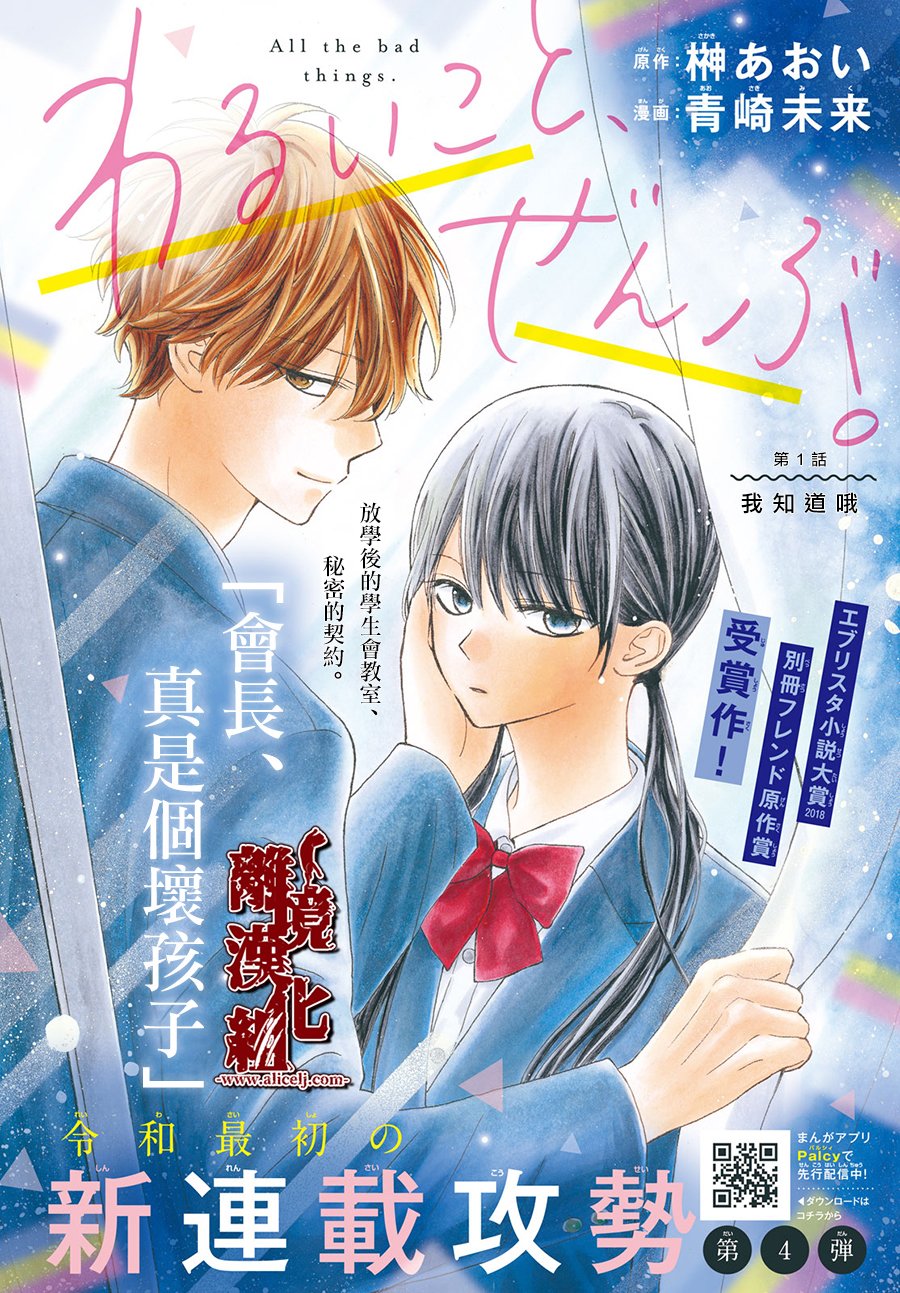 All the bad
things.
わるいこと、
ぜんぶ！。
原作：榊あおい
漫画：青崎未来
第1話
我知道哦
放學後的學生會教室、
秘密的契約。
「會長、
真是個壞孩子」
エブリスタ小説大賞2018
別冊フレンド原作賞
受賞作！
離境漢化組
-www.alicelj.com-
令和最初の
新連載攻勢
第4弾
まんがアプリ
Palcyで
先行配信中！
◀ダウンロードは
コチラから